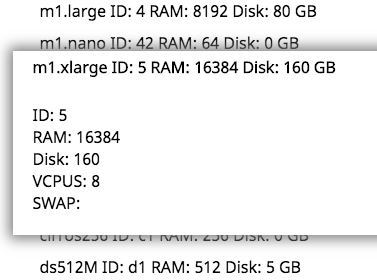 m1.large ID: 4 RAM: 8192 Disk: 80 GB
m1.nano ID: 42 RAM: 64 Disk: 0 GB
m1.xlarge ID: 5 RAM: 16384 Disk: 160 GB
ID: 5
RAM: 16384
Disk: 160
VCPUS: 8
SWAP:
cirros256 ID: c1 RAM: 256 Disk: 0 GB
ds512M ID: d1 RAM: 512 Disk: 5 GB